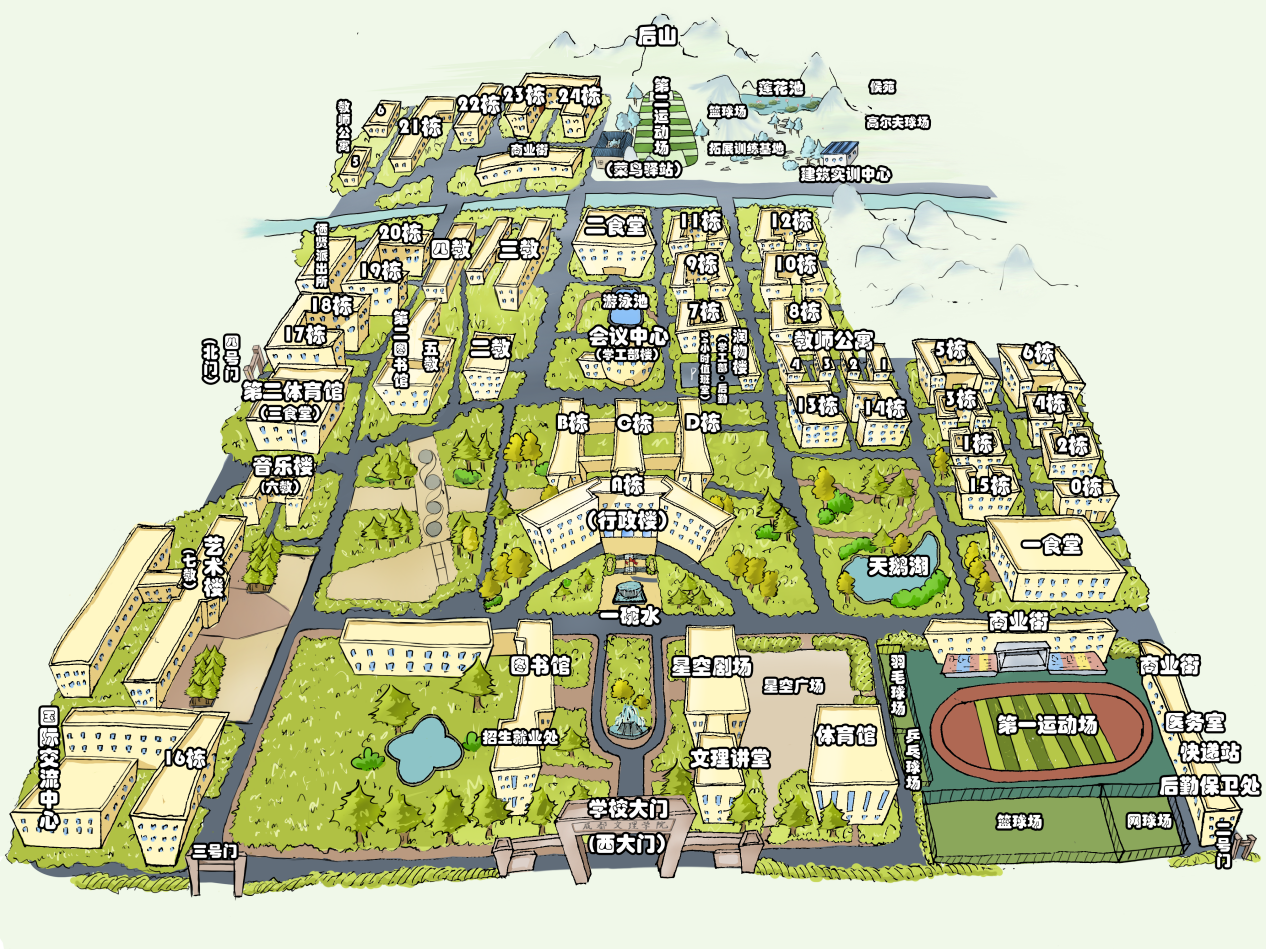 后山
教师公寓
6
5
21栋
22栋
23栋
24栋
商业街
第二运动场
(菜鸟驿站)
篮球场
莲花池
侯苑
高尔夫球场
拓展训练基地
建筑实训中心
20栋
19栋
18栋
17栋
四教
三教
二食堂
11栋
12栋
9栋
10栋
7栋
8栋
游泳池
会议中心
(学工部楼)
润物楼
四号门
(北门)
第二图书馆
五教
二教
教师公寓
4
3
2
1
5栋
6栋
3栋
4栋
1栋
2栋
15栋
0栋
13栋
14栋
第二体育馆
(三食堂)
B栋
C栋
D栋
音乐楼
(六教)
A栋
(行政楼)
艺术楼
(七教)
天鹅湖
一食堂
一碗水
商业街
图书馆
星空剧场
星空广场
羽毛球场
商业街
国际交流中心
16栋
招生就业处
文理讲堂
体育馆
乒乓球场
第一运动场
医务室
快递站
后勤保卫处
学校大门
(西大门)
篮球场
网球场
三号门
二号门